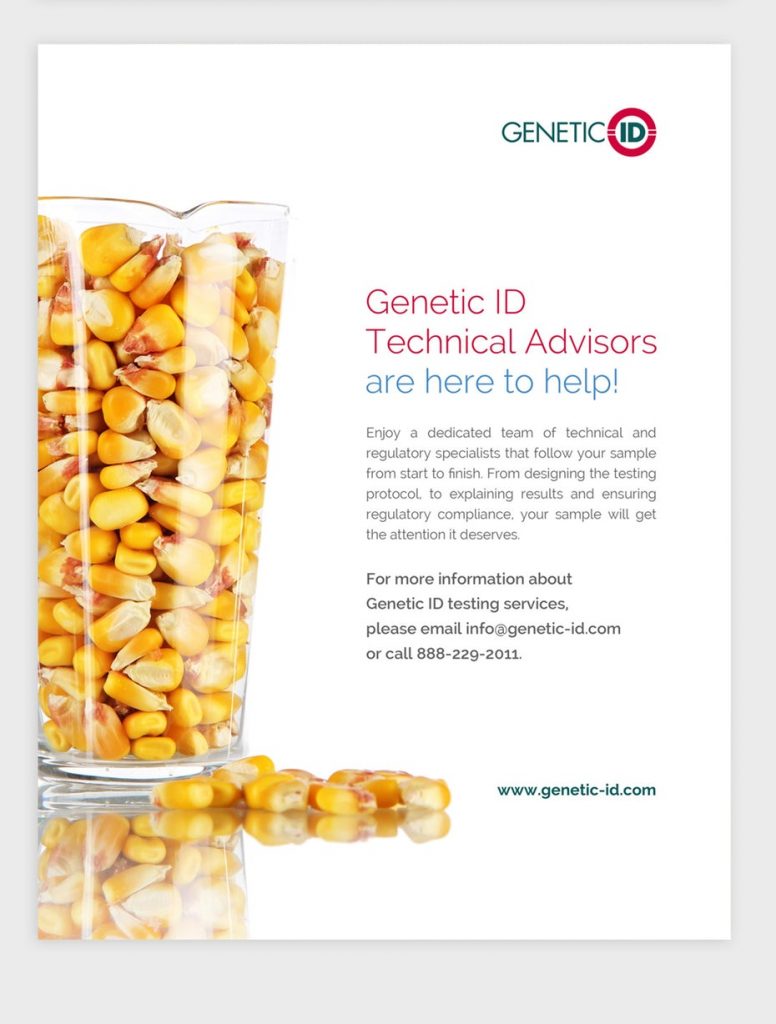 GENETIC ID
Genetic ID
Technical Advisors
are here to help!
Enjoy a dedicated team of technical and
regulatory specialists that follow your sample
from start to finish. From designing the testing
protocol, to explaining results and ensuring
regulatory compliance, your sample will get
the attention it deserves.
For more information about
Genetic ID testing services,
please email info@genetic-id.com
or call 888-229-2011.
www.genetic-id.com